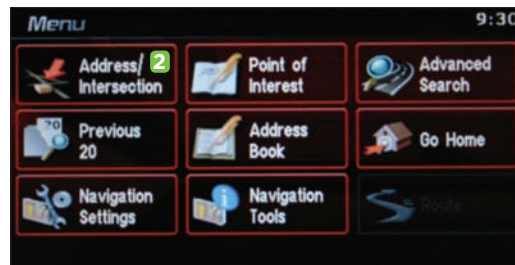 Menu 9:30
Address/ 2
Intersection
Point of
Interest
Advanced
Search
20
Previous
20
Address
Book
Go Home
Navigation
Settings
Navigation
Tools
Route